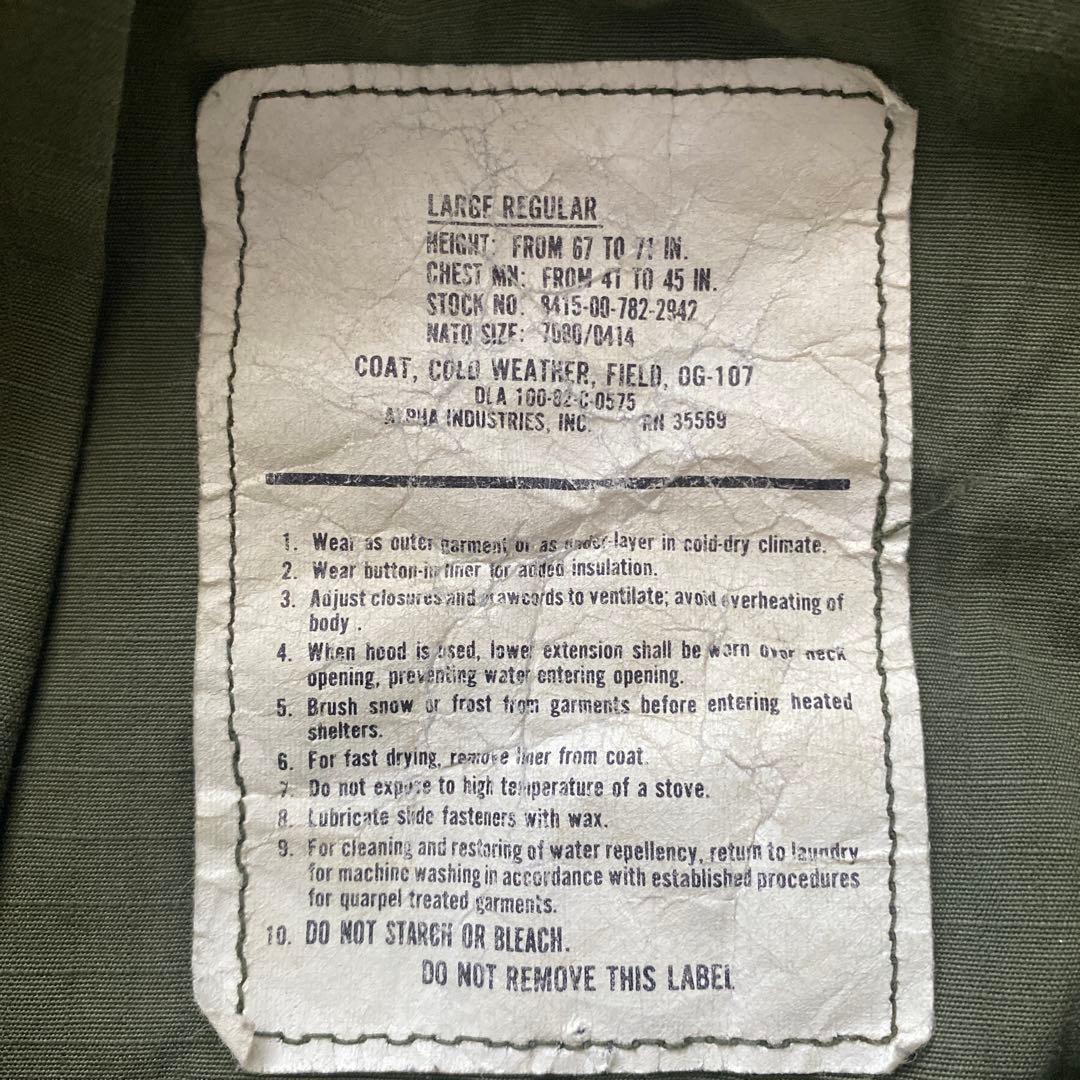 LARGE REGULAR
HEIGHT: FROM 67 TO 71 IN.
CHEST MN: FROM 41 TO 45 IN.
STOCK NO. 8415-00-782-2942
NATO SIZE: 7080/0414
COAT, COLD WEATHER, FIELD, OG-107
DLA 100-82-C-0575
ALPHA INDUSTRIES, INC. RN 35569
1. Wear as outer garment or as under-layer in cold-dry climate.
2. Wear button-in liner for added insulation.
3. Adjust closures and drawcords to ventilate; avoid overheating of
body .
4. When hood is used, lower extension shall be worn over neck
opening, preventing water entering opening.
5. Brush snow or frost from garments before entering heated
shelters.
6. For fast drying, remove liner from coat.
7. Do not expose to high temperature of a stove.
8. Lubricate slide fasteners with wax.
9. For cleaning and restoring of water repellency, return to laundry
for machine washing in accordance with established procedures
for quarpel treated garments.
10. DO NOT STARCH OR BLEACH.
DO NOT REMOVE THIS LABEL